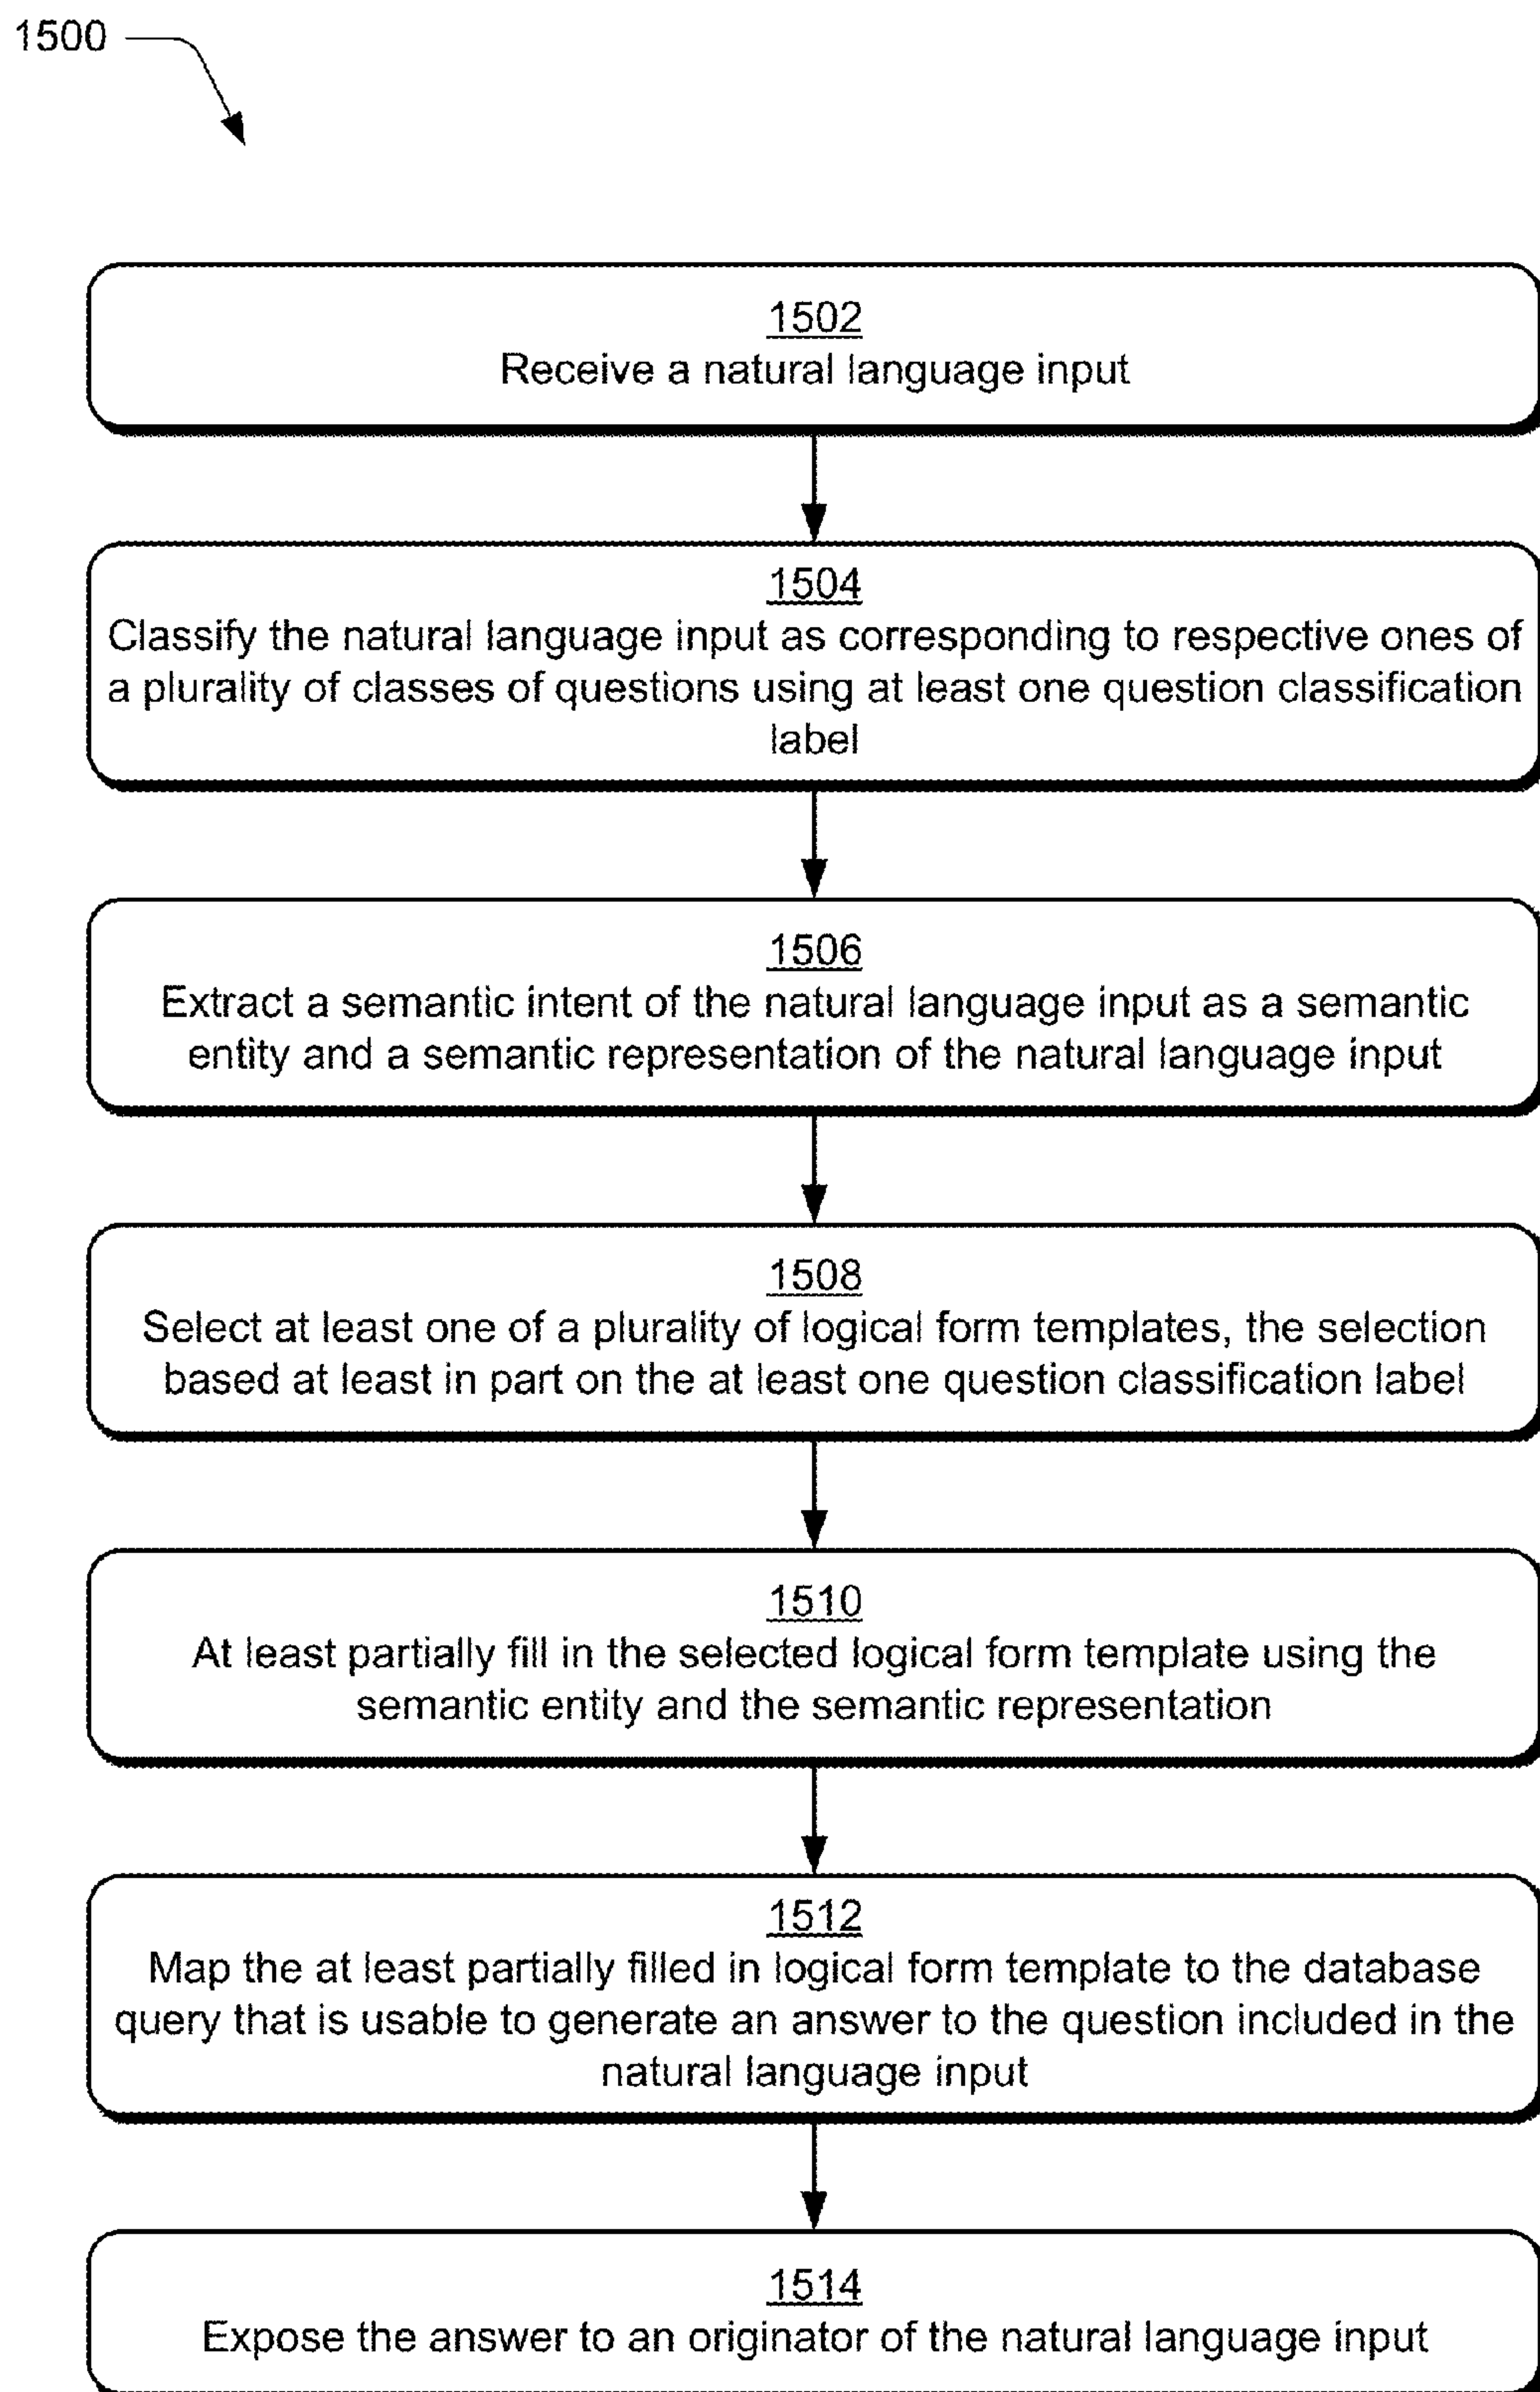 1500
1502
Receive a natural language input
1504
Classify the natural language input as corresponding to respective ones of
a plurality of classes of questions using at least one question classification
label
1506
Extract a semantic intent of the natural language input as a semantic
entity and a semantic representation of the natural language input
1508
Select at least one of a plurality of logical form templates, the selection
based at least in part on the at least one question classification label
1510
At least partially fill in the selected logical form template using the
semantic entity and the semantic representation
1512
Map the at least partially filled in logical form template to the database
query that is usable to generate an answer to the question included in the
natural language input
1514
Expose the answer to an originator of the natural language input